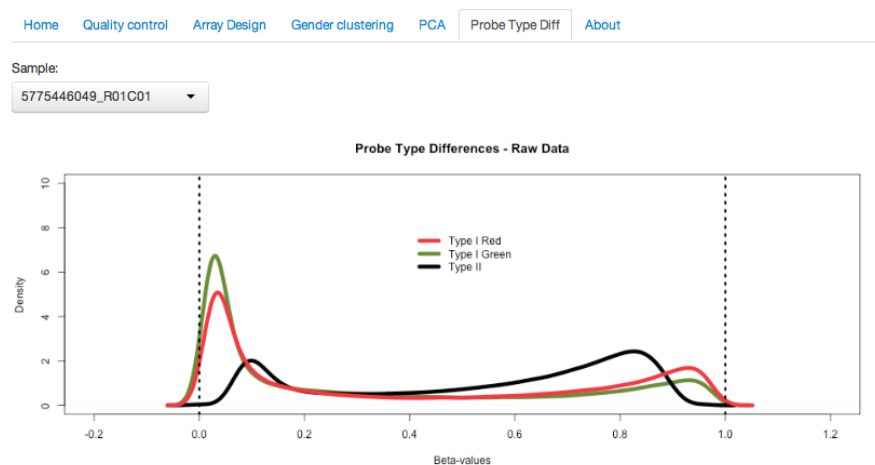 Home Quality control Array Design Gender clustering PCA Probe Type Diff About
Sample:
5775446049_R01C01
Probe Type Differences - Raw Data
Density
10
8
6
4
2
0
Type I Red
Type I Green
Type II
-0.2 0.0 0.2 0.4 0.6 0.8 1.0 1.2
Beta-values